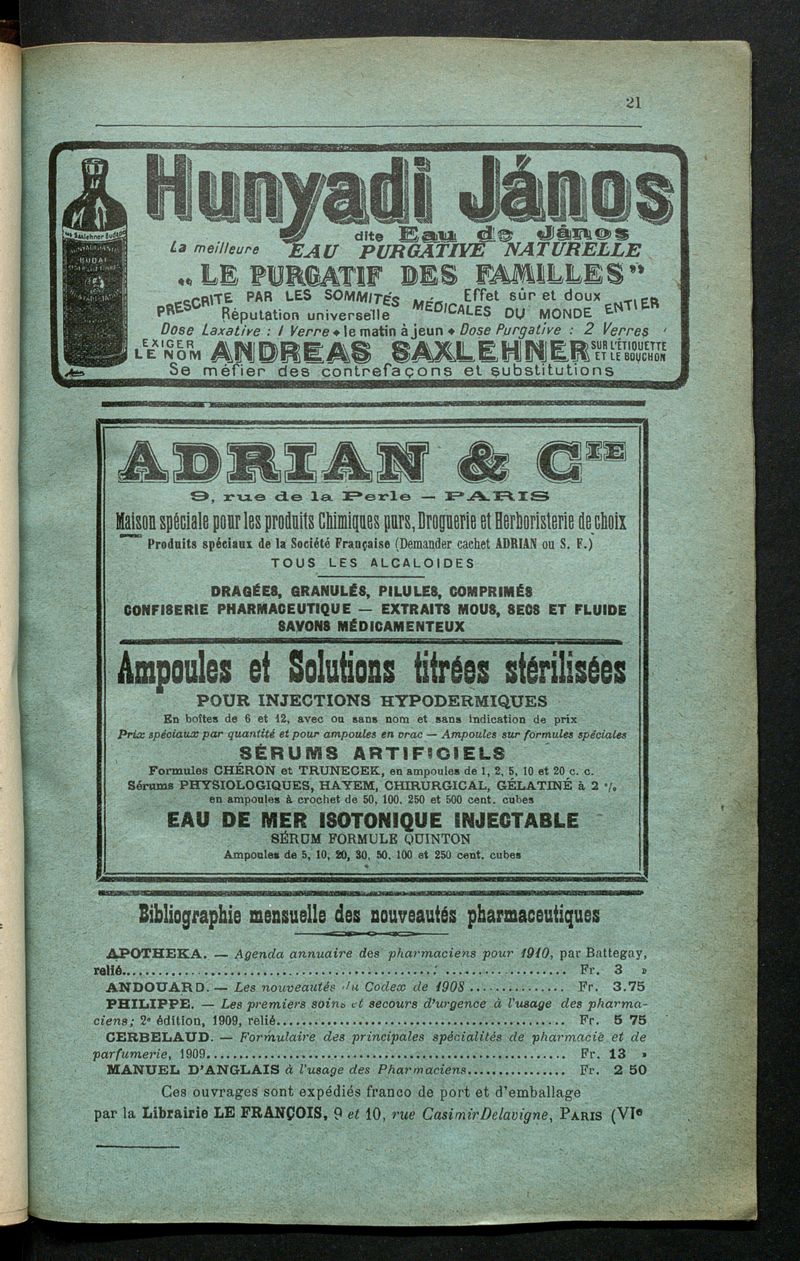 21
Hunyadi János
dite Eau de János
La meilleure EAU PURGATIVE NATURELLE
„ LE PURGATIF DES FAMILLES”
PRESCRITE PAR LES SOMMITÉS MÉDICALES DU MONDE ENTIER
Effet sûr et doux
Réputation universelle
Dose Laxative : 1 Verre ♦ le matin à jeun ♦ Dose Purgative : 2 Verres
EXIGER LE NOM ANDREAS SAXLEHNER SUR L'ÉTIQUETTE ET LE BOUCHON
Se méfier des contrefaçons et substitutions
ADRIAN & CIE
9, rue de la Perle — PARIS
Maison spéciale pour les produits Chimiques purs, Droguerie et Herboristerie de choix
Produits spéciaux de la Société Française (Demander cachet ADRIAN ou S. F.)
TOUS LES ALCALOIDES
DRAGÉES, GRANULÉS, PILULES, COMPRIMÉS
CONFISERIE PHARMACEUTIQUE — EXTRAITS MOUS, SECS ET FLUIDE
SAVONS MÉDICAMENTEUX
Ampoules et Solutions titrées stérilisées
POUR INJECTIONS HYPODERMIQUES
En boîtes de 6 et 12, avec ou sans nom et sans indication de prix
Prix spéciaux par quantité et pour ampoules en vrac — Ampoules sur formules spéciales
SÉRUMS ARTIFICIELS
Formules CHÉRON et TRUNECEK, en ampoules de 1, 2, 5, 10 et 20 c. c.
Sérums PHYSIOLOGIQUES, HAYEM, CHIRURGICAL, GÉLATINÉ à 2 %
en ampoules à crochet de 50, 100, 250 et 500 cent. cubes
EAU DE MER ISOTONIQUE INJECTABLE
SÉRUM FORMULE QUINTON
Ampoules de 5, 10, 20, 30, 50, 100 et 250 cent. cubes
Bibliographie mensuelle des nouveautés pharmaceutiques
APOTHEKA. — Agenda annuaire des pharmaciens pour 1910, par Battegay,
relié........ Fr. 3 »
ANDOUARD. — Les nouveautés du Codex de 1908 ........ Fr. 3.75
PHILIPPE. — Les premiers soins et secours d'urgence à l'usage des pharma-
ciens; 2e édition, 1909, relié........ Fr. 5 75
CERBELAUD. — Formulaire des principales spécialités de pharmacie et de
parfumerie, 1909........ Fr. 13 »
MANUEL D'ANGLAIS à l'usage des Pharmaciens........ Fr. 2 50
Ces ouvrages sont expédiés franco de port et d'emballage
par la Librairie LE FRANÇOIS, 9 et 10, rue Casimir Delavigne, PARIS (VIe